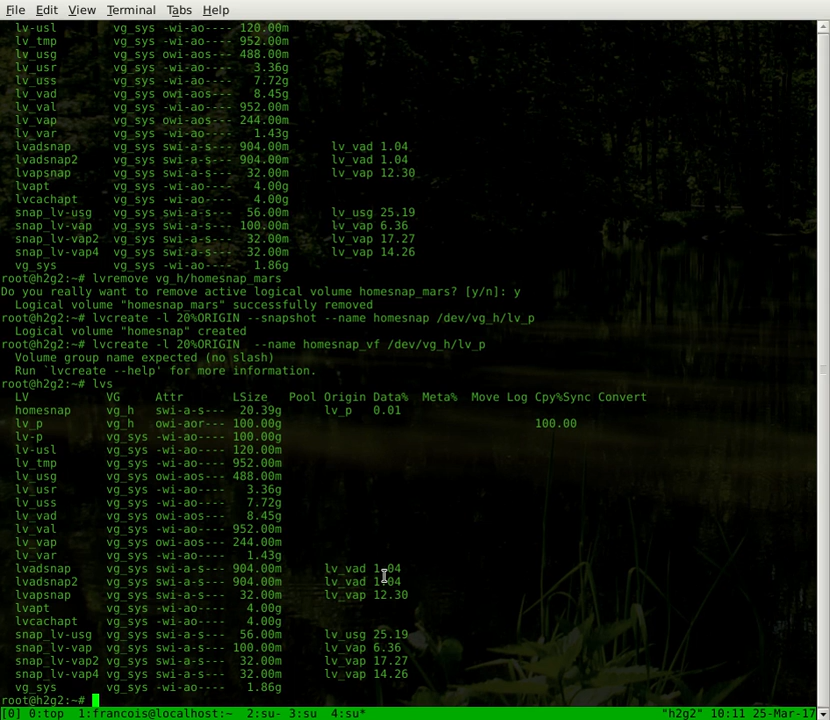 File Edit View Terminal Tabs Help
lv-usl vg_sys -wi-ao---- 120.00m
lv_tmp vg_sys -wi-ao---- 952.00m
lv_usg vg_sys owi-aos--- 488.00m
lv_usr vg_sys -wi-ao---- 3.36g
lv_uss vg_sys -wi-ao---- 7.72g
lv_vad vg_sys owi-aos--- 8.45g
lv_val vg_sys -wi-ao---- 952.00m
lv_vap vg_sys owi-aos--- 244.00m
lv_var vg_sys -wi-ao---- 1.43g
lvadsnap vg_sys swi-a-s--- 904.00m lv_vad 1.04
lvadsnap2 vg_sys swi-a-s--- 904.00m lv_vad 1.04
lvapsnap vg_sys swi-a-s--- 32.00m lv_vap 12.30
lvapt vg_sys -wi-ao---- 4.00g
lvcachapt vg_sys -wi-ao---- 4.00g
snap_lv-usg vg_sys swi-a-s--- 56.00m lv_usg 25.19
snap_lv-vap vg_sys swi-a-s--- 100.00m lv_vap 6.36
snap_lv-vap2 vg_sys swi-a-s--- 32.00m lv_vap 17.27
snap_lv-vap4 vg_sys swi-a-s--- 32.00m lv_vap 14.26
vg_sys vg_sys -wi-ao---- 1.86g
root@h2g2:~# lvremove vg_h/homesnap_mars
Do you really want to remove active logical volume homesnap_mars? [y/n]: y
Logical volume "homesnap_mars" successfully removed
root@h2g2:~# lvcreate -l 20%ORIGIN --snapshot --name homesnap /dev/vg_h/lv_p
Logical volume "homesnap" created
root@h2g2:~# lvcreate -l 20%ORIGIN  --name homesnap_vf /dev/vg_h/lv_p
Volume group name expected (no slash)
Run `lvcreate --help' for more information.
root@h2g2:~# lvs
LV VG Attr LSize Pool Origin Data% Meta% Move Log Cpy%Sync Convert
homesnap vg_h swi-a-s--- 20.39g lv_p 0.01
lv_p vg_h owi-aor--- 100.00g 100.00
lv-p vg_sys -wi-ao---- 100.00g
lv-usl vg_sys -wi-ao---- 120.00m
lv_tmp vg_sys -wi-ao---- 952.00m
lv_usg vg_sys owi-aos--- 488.00m
lv_usr vg_sys -wi-ao---- 3.36g
lv_uss vg_sys -wi-ao---- 7.72g
lv_vad vg_sys owi-aos--- 8.45g
lv_val vg_sys -wi-ao---- 952.00m
lv_vap vg_sys owi-aos--- 244.00m
lv_var vg_sys -wi-ao---- 1.43g
lvadsnap vg_sys swi-a-s--- 904.00m lv_vad 1.04
lvadsnap2 vg_sys swi-a-s--- 904.00m lv_vad 1.04
lvapsnap vg_sys swi-a-s--- 32.00m lv_vap 12.30
lvapt vg_sys -wi-ao---- 4.00g
lvcachapt vg_sys -wi-ao---- 4.00g
snap_lv-usg vg_sys swi-a-s--- 56.00m lv_usg 25.19
snap_lv-vap vg_sys swi-a-s--- 100.00m lv_vap 6.36
snap_lv-vap2 vg_sys swi-a-s--- 32.00m lv_vap 17.27
snap_lv-vap4 vg_sys swi-a-s--- 32.00m lv_vap 14.26
vg_sys vg_sys -wi-ao---- 1.86g
root@h2g2:~#
[0] 0:top  1:francois@localhost:~  2:su- 3:su  4:su* "h2g2" 10:11 25-Mar-17